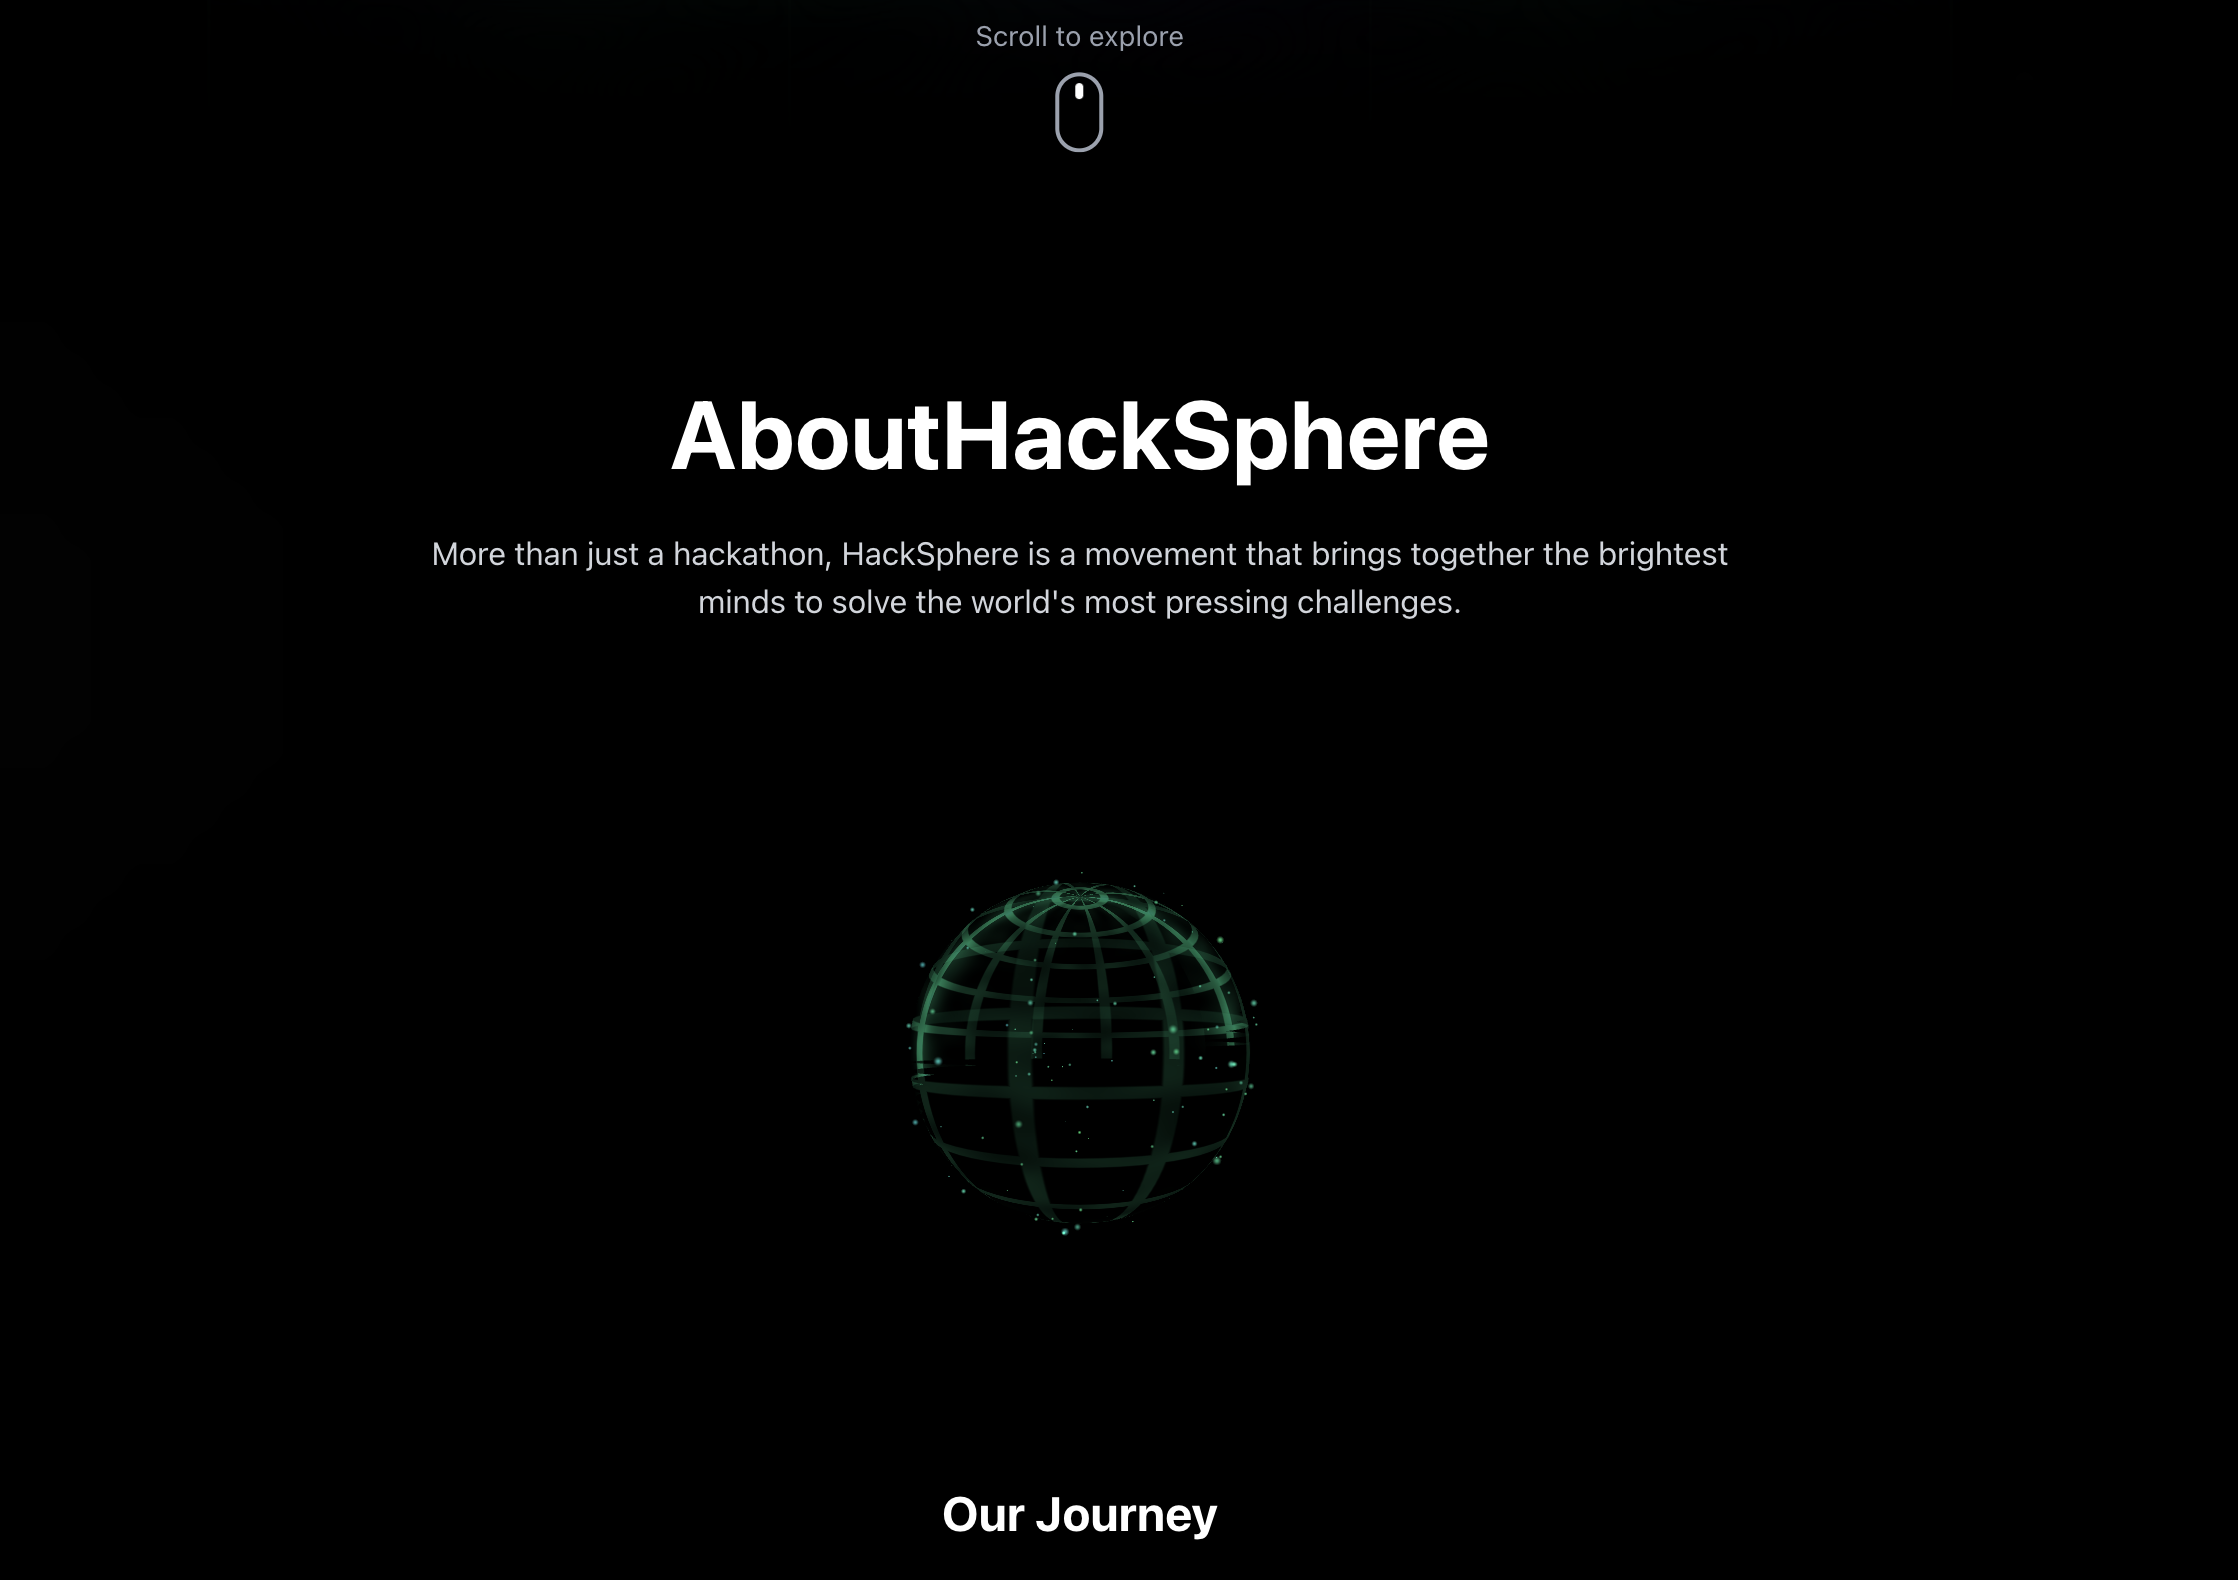 Scroll to explore
AboutHackSphere
More than just a hackathon, HackSphere is a movement that brings together the brightest
minds to solve the world's most pressing challenges.
Our Journey